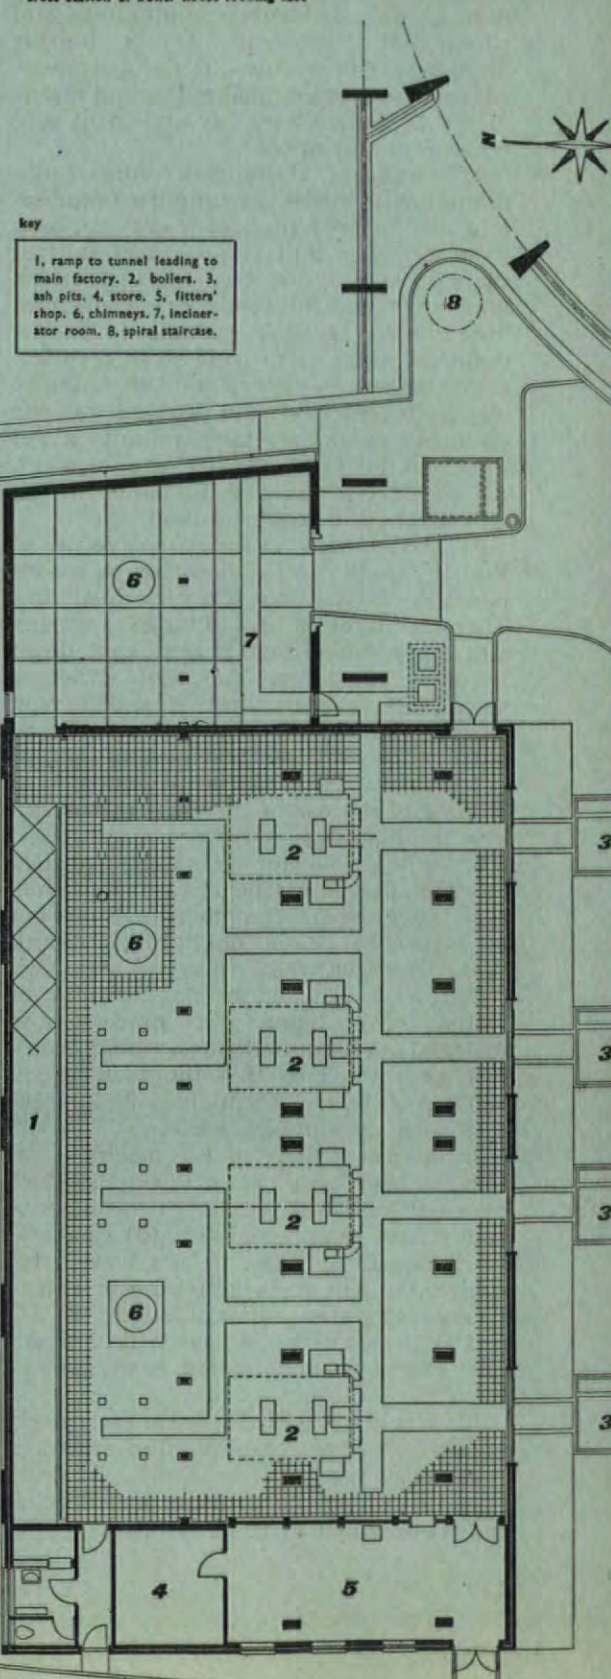 N
key
1, ramp to tunnel leading to
main factory. 2, boilers. 3,
ash pits. 4, store. 5, fitters'
shop. 6, chimneys. 7, inciner-
ator room. 8, spiral staircase.
8
6
7
2
3
6
2
3
1
2
3
6
2
3
4
5